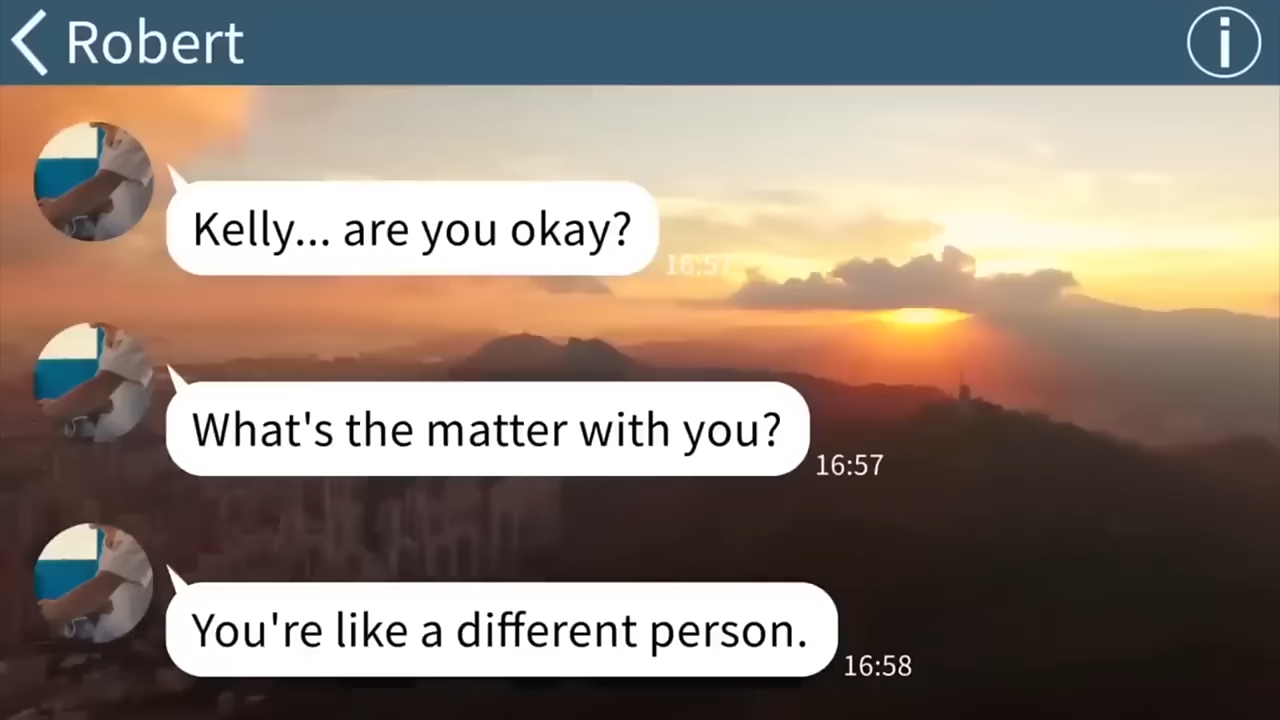 Robert
Kelly... are you okay?
16:57
What's the matter with you?
16:57
You're like a different person.
16:58